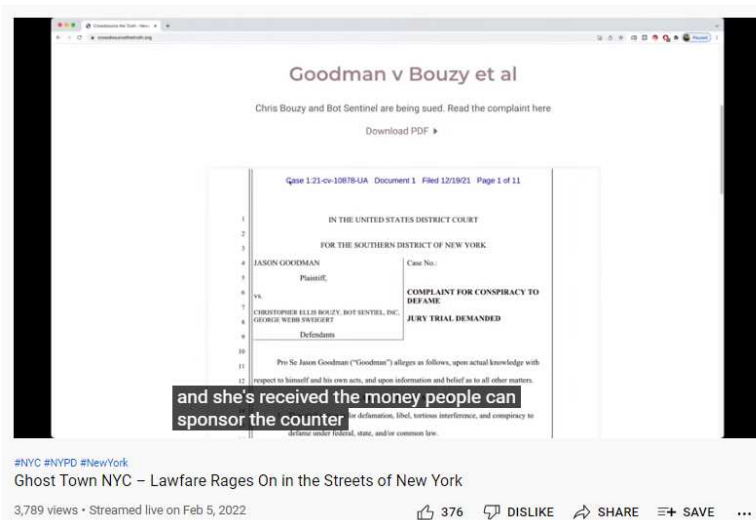 Crowdsource the Truth - New
crowdsourcethetruth.org
Paused
Goodman v Bouzy et al
Chris Bouzy and Bot Sentinel are being sued. Read the complaint here
Download PDF
Case 1:21-cv-10878-UA Document 1 Filed 12/19/21 Page 1 of 11
1
IN THE UNITED STATES DISTRICT COURT
2
3
FOR THE SOUTHERN DISTRICT OF NEW YORK
4 JASON GOODMAN Case No.:
5 Plaintiff,
6 vs. COMPLAINT FOR CONSPIRACY TO
DEFAME
7
CHRISTOPHER ELLIS BOUZY, BOT SENTIEL, INC,
8 GEORGE WEBB SWEIGERT JURY TRIAL DEMANDED
9 Defendants
10
11 Pro Se Jason Goodman ("Goodman") alleges as follows, upon actual knowledge with
12 respect to himself and his own acts, and upon information and belief as to all other matters.
and she's received the money people can
sponsor the counter
for defamation, libel, tortious interference, and conspiracy to
defame under federal, state, and/or common law.
#NYC #NYPD #NewYork
Ghost Town NYC – Lawfare Rages On in the Streets of New York
3,789 views • Streamed live on Feb 5, 2022
376 DISLIKE SHARE SAVE